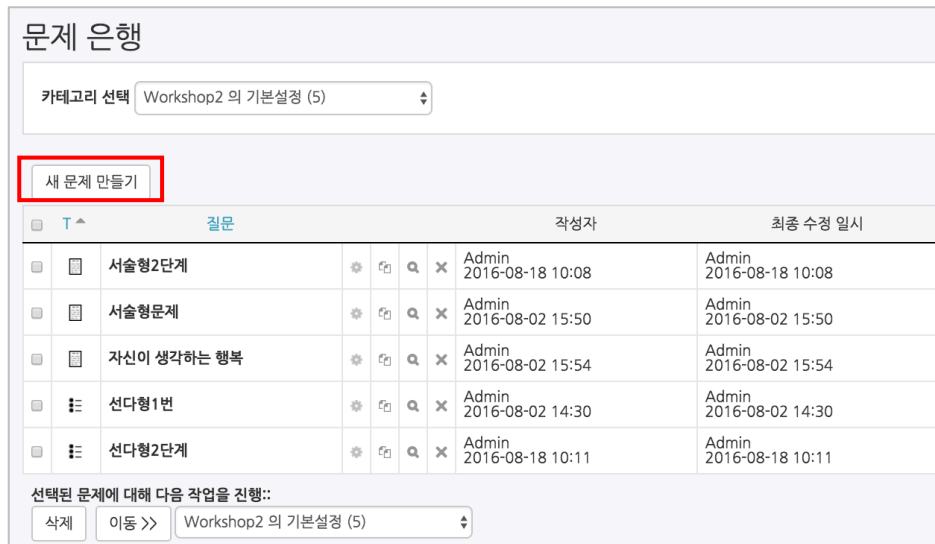 문제 은행
카테고리 선택 Workshop2 의 기본설정 (5)
새 문제 만들기
T 질문 작성자 최종 수정 일시
서술형2단계 Admin 2016-08-18 10:08 Admin 2016-08-18 10:08
서술형문제 Admin 2016-08-02 15:50 Admin 2016-08-02 15:50
자신이 생각하는 행복 Admin 2016-08-02 15:54 Admin 2016-08-02 15:54
선다형1번 Admin 2016-08-02 14:30 Admin 2016-08-02 14:30
선다형2단계 Admin 2016-08-18 10:11 Admin 2016-08-18 10:11
선택된 문제에 대해 다음 작업을 진행::
삭제 이동 >> Workshop2 의 기본설정 (5)